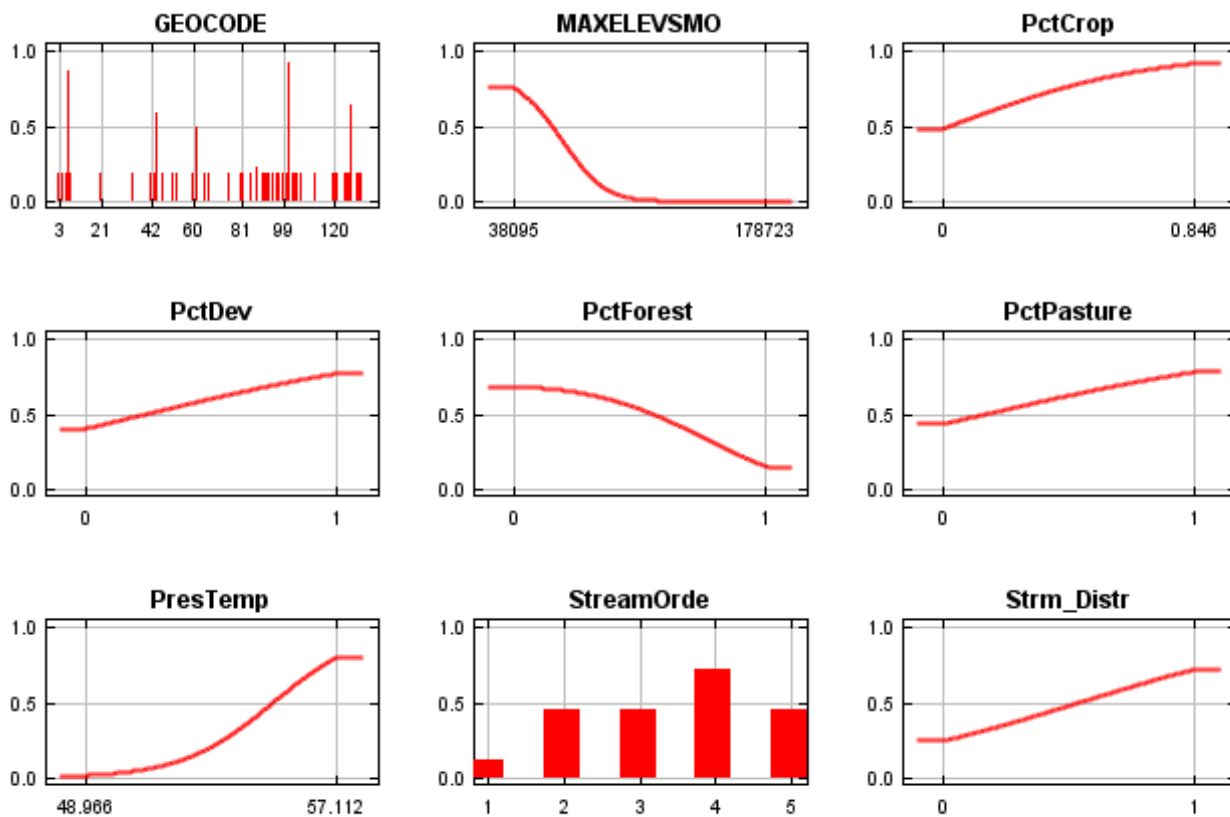 GEOCODE MAXELEVSMO PctCrop
1.0 1.0 1.0
0.5 0.5 0.5
0.0 0.0 0.0
3 21 42 60 81 99 120 38095 178723 0 0.846
PctDev PctForest PctPasture
1.0 1.0 1.0
0.5 0.5 0.5
0.0 0.0 0.0
0 1 0 1 0 1
PresTemp StreamOrde Strm_Distr
1.0 1.0 1.0
0.5 0.5 0.5
0.0 0.0 0.0
48.966 57.112 1 2 3 4 5 0 1